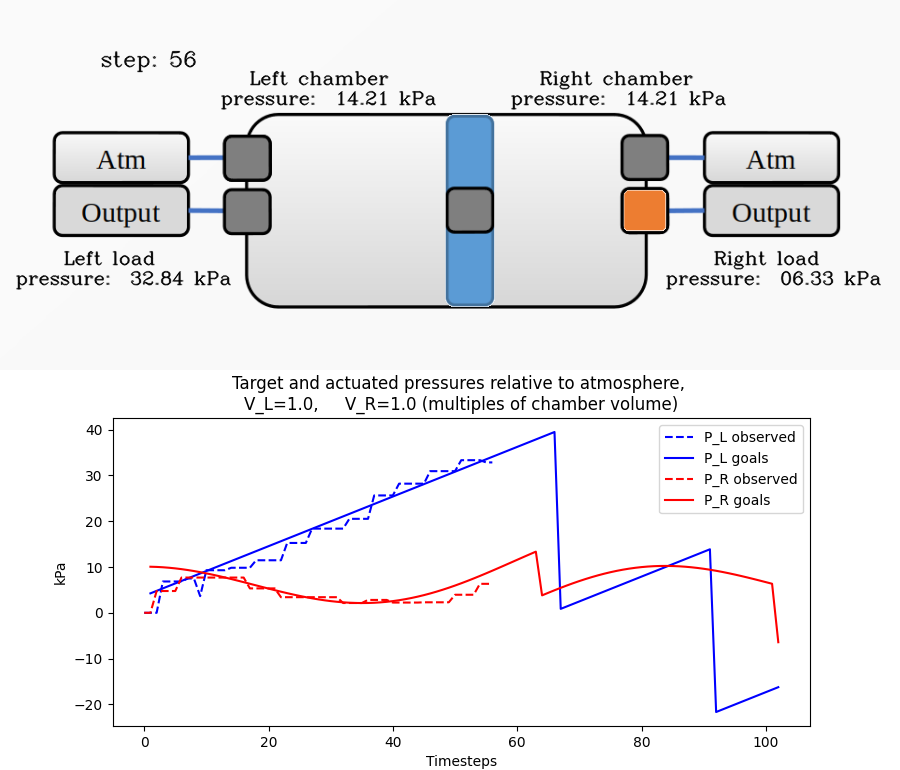 step: 56
Left chamber
pressure: 14.21 kPa
Right chamber
pressure: 14.21 kPa
Atm
Output
Atm
Output
Left load
pressure: 32.84 kPa
Right load
pressure: 06.33 kPa
Target and actuated pressures relative to atmosphere,
V_L=1.0, V_R=1.0 (multiples of chamber volume)
kPa
40
30
20
10
0
−10
−20
P_L observed
P_L goals
P_R observed
P_R goals
0 20 40 60 80 100
Timesteps